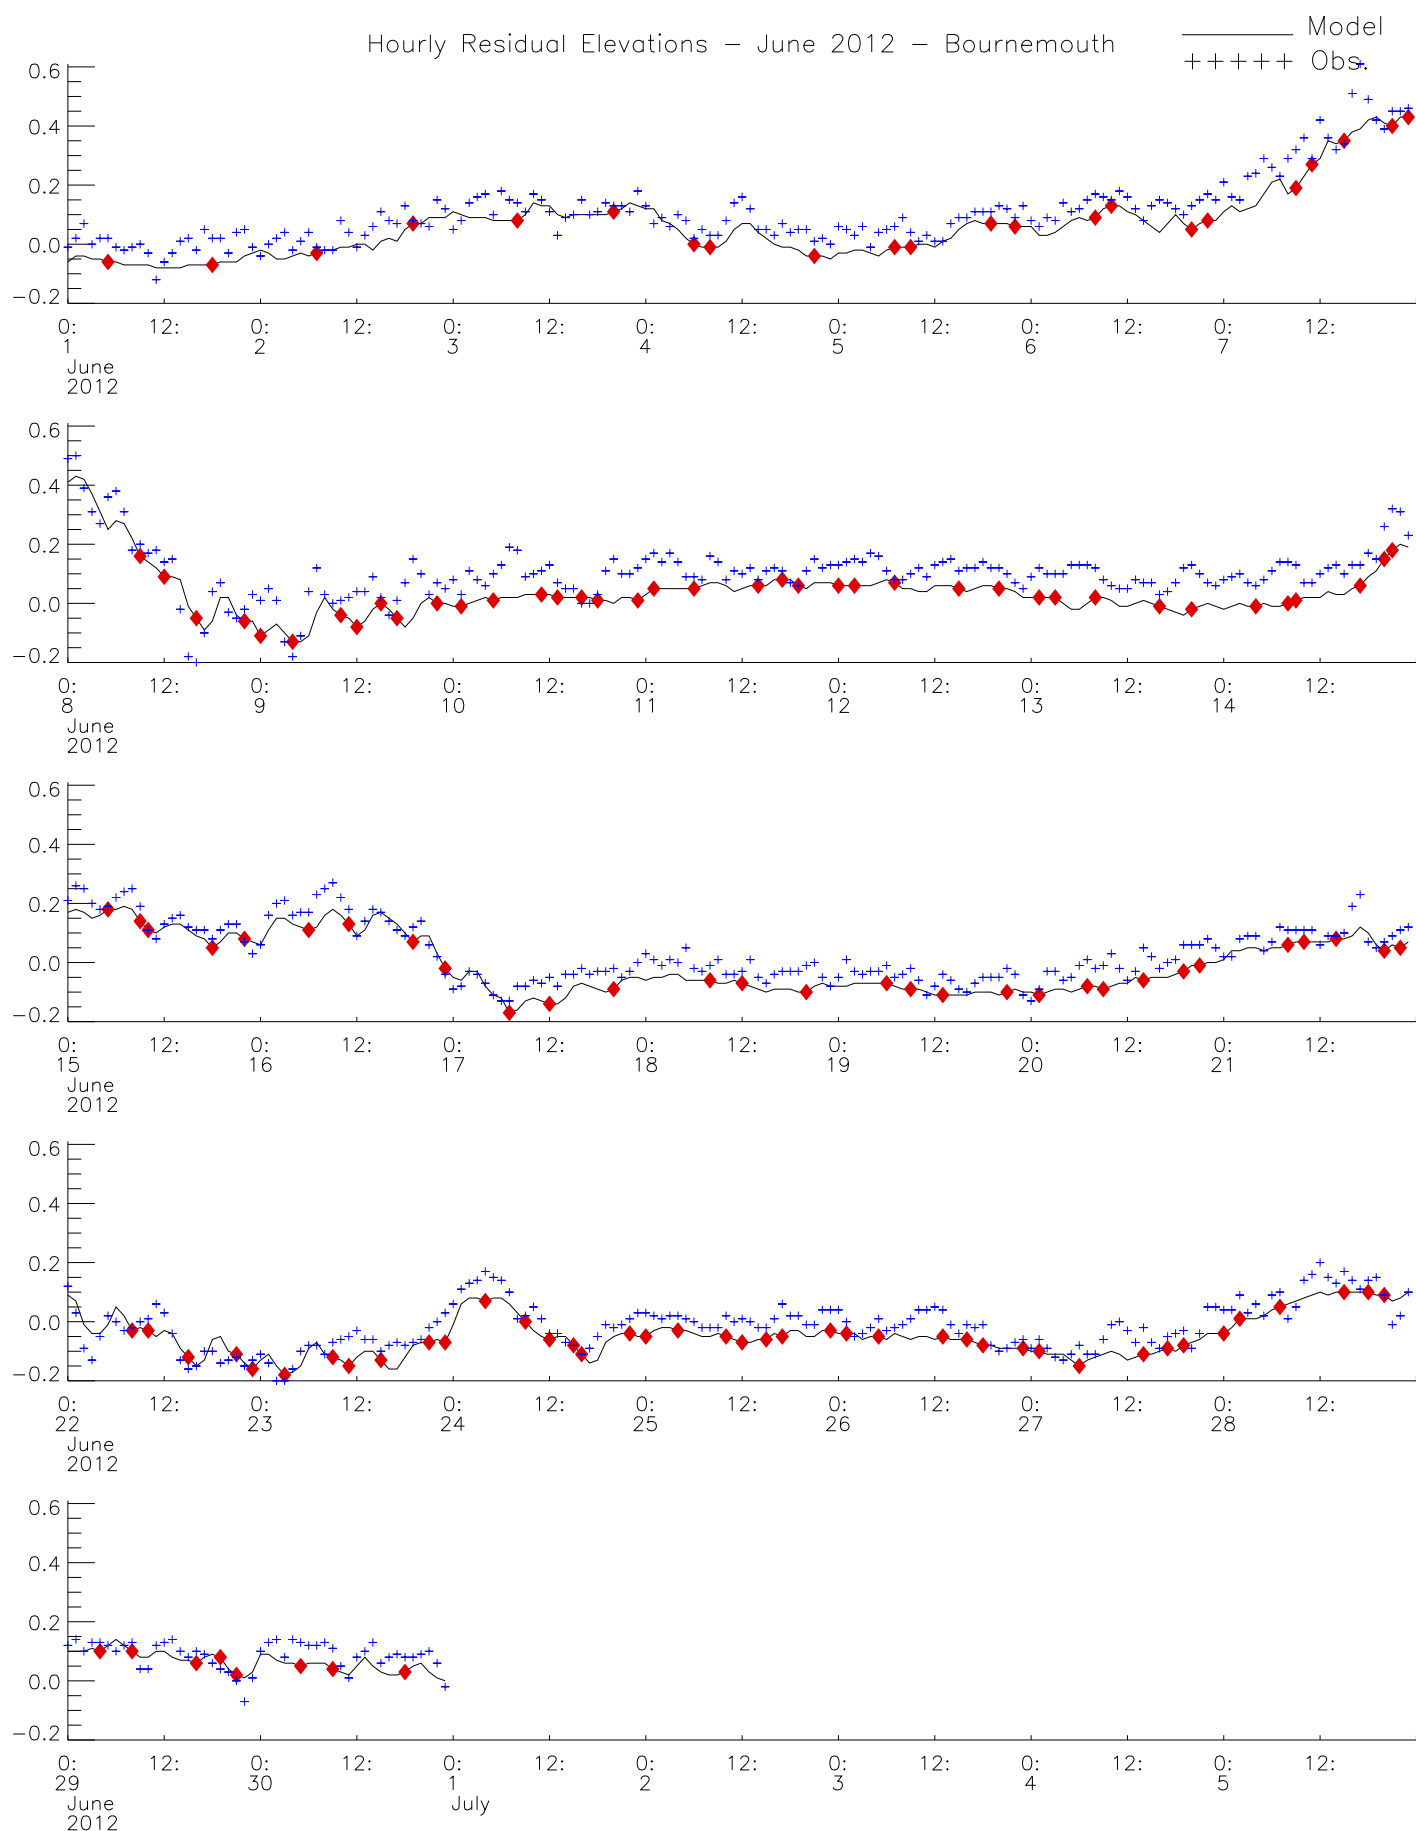 Hourly Residual Elevations − June 2012 − Bournemouth
Model
+++++ Obs.
0.6
0.4
0.2
0.0
−0.2
0: 12: 0: 12: 0: 12: 0: 12: 0: 12: 0: 12: 0: 12:
1 2 3 4 5 6 7
June
2012
0.6
0.4
0.2
0.0
−0.2
0: 12: 0: 12: 0: 12: 0: 12: 0: 12: 0: 12: 0: 12:
8 9 10 11 12 13 14
June
2012
0.6
0.4
0.2
0.0
−0.2
0: 12: 0: 12: 0: 12: 0: 12: 0: 12: 0: 12: 0: 12:
15 16 17 18 19 20 21
June
2012
0.6
0.4
0.2
0.0
−0.2
0: 12: 0: 12: 0: 12: 0: 12: 0: 12: 0: 12: 0: 12:
22 23 24 25 26 27 28
June
2012
0.6
0.4
0.2
0.0
−0.2
0: 12: 0: 12: 0: 12: 0: 12: 0: 12: 0: 12: 0: 12:
29 30 1 2 3 4 5
June July
2012